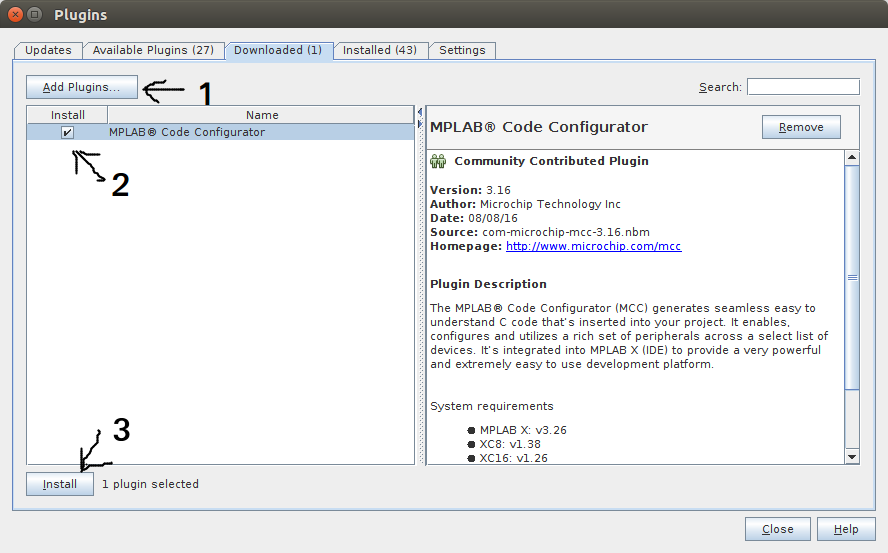 Plugins
Updates Available Plugins (27) Downloaded (1) Installed (43) Settings
Add Plugins... 1 Search:
Install Name
MPLAB® Code Configurator
2
3
Install 1 plugin selected
MPLAB® Code Configurator Remove
Community Contributed Plugin
Version: 3.16
Author: Microchip Technology Inc
Date: 08/08/16
Source: com-microchip-mcc-3.16.nbm
Homepage: http://www.microchip.com/mcc
Plugin Description
The MPLAB® Code Configurator (MCC) generates seamless easy to
understand C code that's inserted into your project. It enables,
configures and utilizes a rich set of peripherals across a select list of
devices. It's integrated into MPLAB X (IDE) to provide a very powerful
and extremely easy to use development platform.
System requirements
MPLAB X: v3.26
XC8: v1.38
XC16: v1.26
Close Help